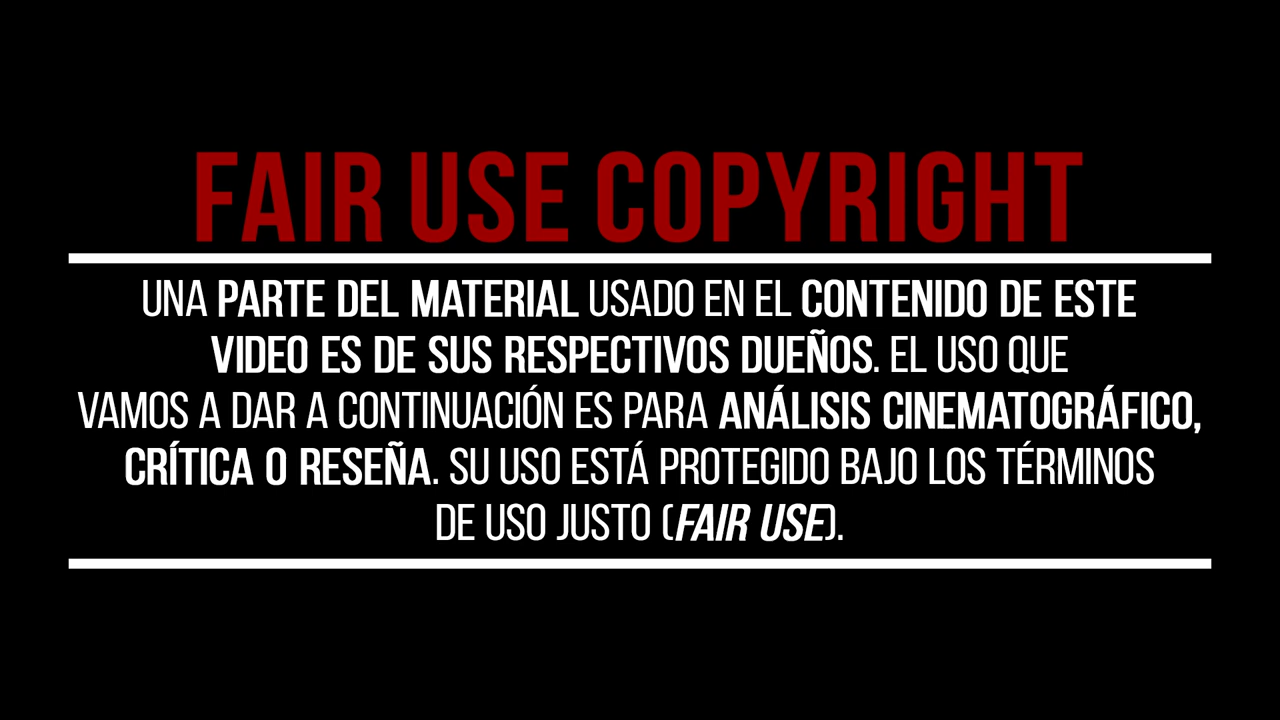 FAIR USE COPYRIGHT
UNA PARTE DEL MATERIAL USADO EN EL CONTENIDO DE ESTE
VIDEO ES DE SUS RESPECTIVOS DUEÑOS. EL USO QUE
VAMOS A DAR A CONTINUACIÓN ES PARA ANÁLISIS CINEMATOGRÁFICO,
CRÍTICA O RESEÑA. SU USO ESTÁ PROTEGIDO BAJO LOS TÉRMINOS
DE USO JUSTO (FAIR USE).